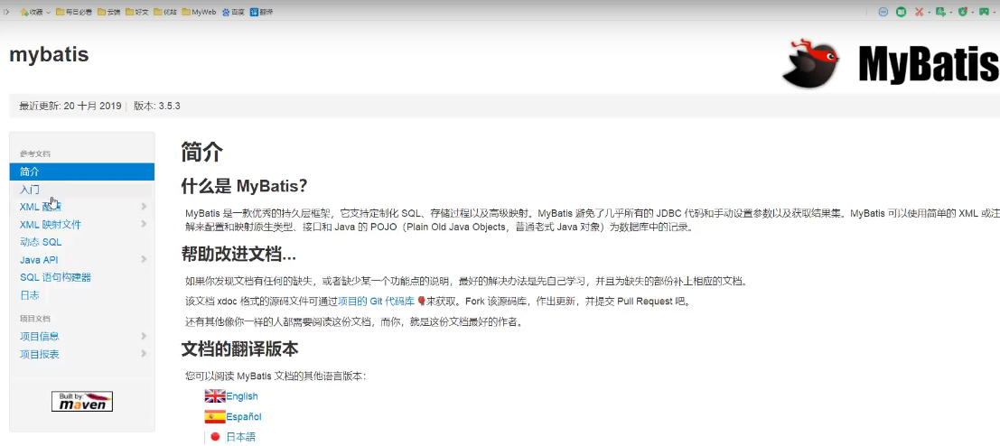 收藏
每日必看
云端
好文
优站
MyWeb
百度
翻译
mybatis
MyBatis
最近更新: 20 十月 2019 | 版本: 3.5.3
参考文档
简介
入门
XML 配置
XML 映射文件
动态 SQL
Java API
SQL 语句构建器
日志
项目文档
项目信息
项目报表
Built by:
maven
简介
什么是 MyBatis?
MyBatis 是一款优秀的持久层框架，它支持定制化 SQL、存储过程以及高级映射。MyBatis 避免了几乎所有的 JDBC 代码和手动设置参数以及获取结果集。MyBatis 可以使用简单的 XML 或注
解来配置和映射原生类型、接口和 Java 的 POJO（Plain Old Java Objects，普通老式 Java 对象）为数据库中的记录。
帮助改进文档...
如果你发现文档有任何的缺失，或者缺少某一个功能点的说明，最好的解决办法是先自己学习，并且为缺失的部份补上相应的文档。
该文档 xdoc 格式的源码文件可通过项目的 Git 代码库来获取。Fork 该源码库，作出更新，并提交 Pull Request 吧。
还有其他像你一样的人都需要阅读这份文档，而你，就是这份文档最好的作者。
文档的翻译版本
您可以阅读 MyBatis 文档的其他语言版本：
English
Español
日本語